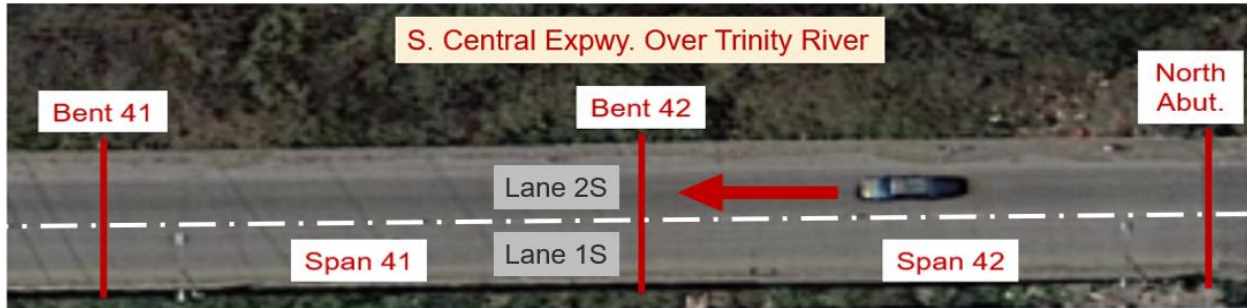 S. Central Expwy. Over Trinity River
Bent 41
Bent 42
North
Abut.
Lane 2S
Lane 1S
Span 41
Span 42